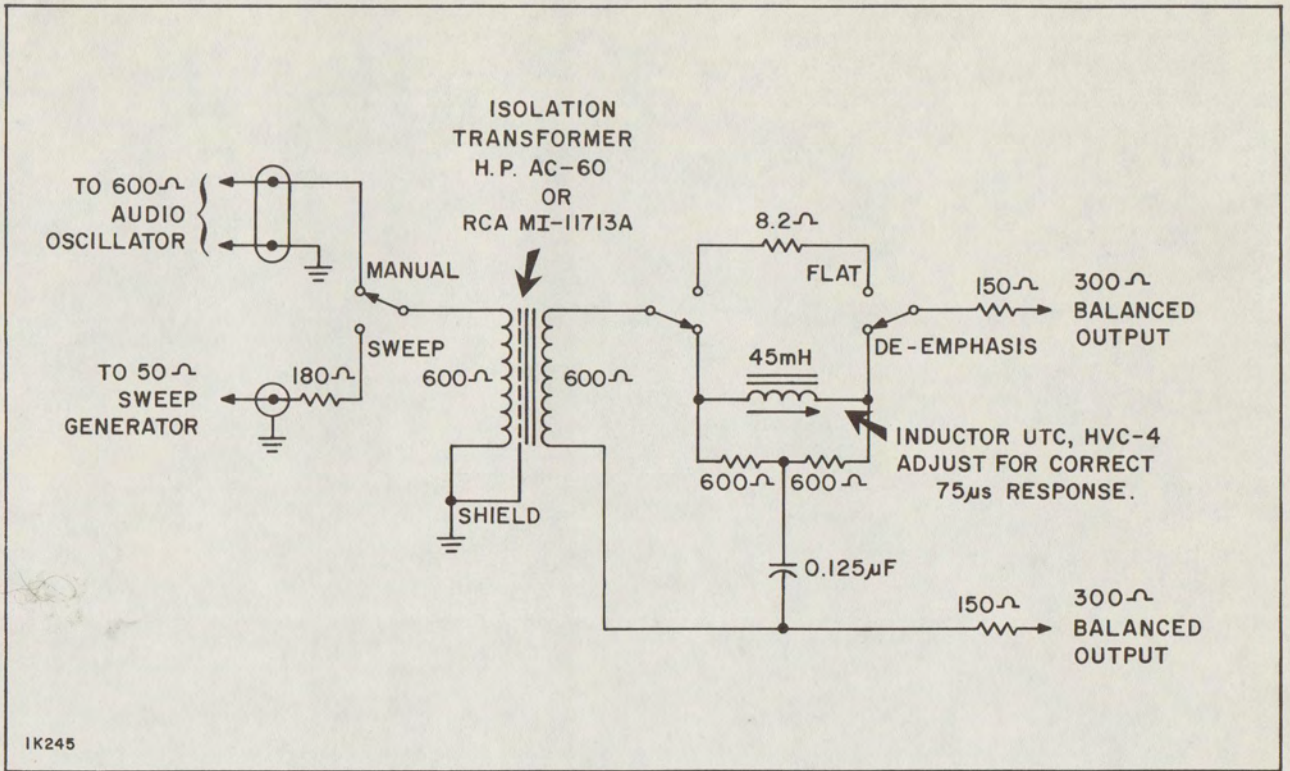 ISOLATION
TRANSFORMER
H.P. AC-60
OR
RCA MI-11713A
TO 600Ω
AUDIO
OSCILLATOR
MANUAL
SWEEP
TO 50Ω
SWEEP
GENERATOR
180Ω
600Ω
600Ω
SHIELD
8.2Ω
FLAT
DE-EMPHASIS
45mH
INDUCTOR UTC, HVC-4
ADJUST FOR CORRECT
75µs RESPONSE.
600Ω
600Ω
0.125µF
150Ω
300Ω
BALANCED
OUTPUT
150Ω
300Ω
BALANCED
OUTPUT
1K245